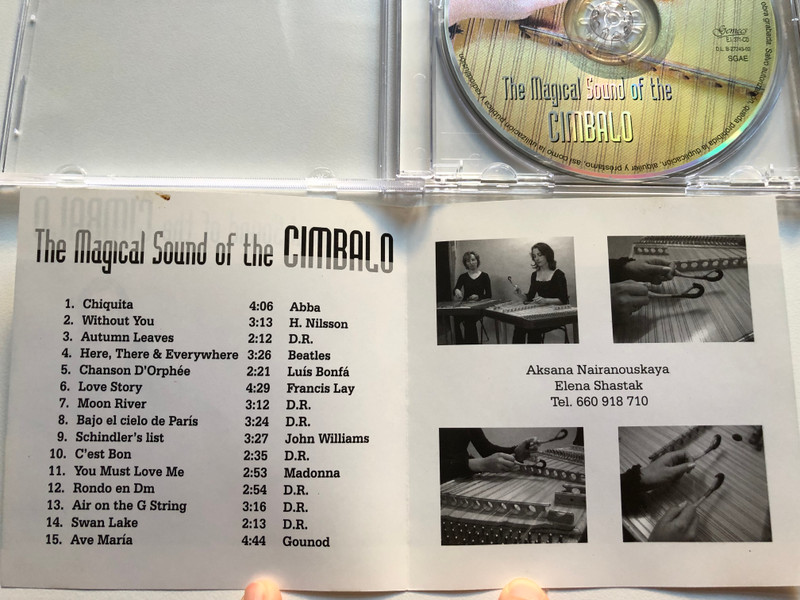 Gemecs
SGAE
The Magical Sound of the
CIMBALO
The Magical Sound of the CIMBALO
1. Chiquita 4:06 Abba
2. Without You 3:13 H. Nilsson
3. Autumn Leaves 2:12 D.R.
4. Here, There & Everywhere 3:26 Beatles
5. Chanson D'Orphée 2:21 Luís Bonfá
6. Love Story 4:29 Francis Lay
7. Moon River 3:12 D.R.
8. Bajo el cielo de París 3:24 D.R.
9. Schindler's list 3:27 John Williams
10. C'est Bon 2:35 D.R.
11. You Must Love Me 2:53 Madonna
12. Rondo en Dm 2:54 D.R.
13. Air on the G String 3:16 D.R.
14. Swan Lake 2:13 D.R.
15. Ave María 4:44 Gounod
Aksana Nairanouskaya
Elena Shastak
Tel. 660 918 710